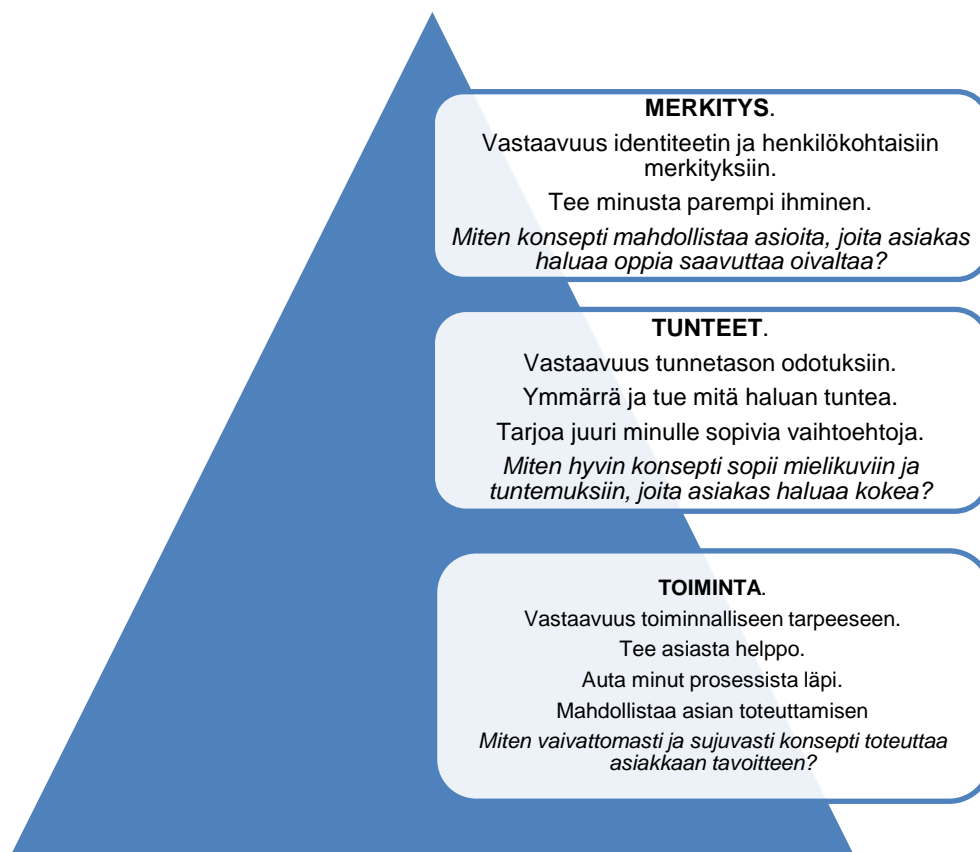 MERKITYS.
Vastaavuus identiteetin ja henkilökohtaisiin
merkityksiin.
Tee minusta parempi ihminen.
Miten konsepti mahdollistaa asioita, joita asiakas
haluaa oppia saavuttaa oivaltaa?
TUNTEET.
Vastaavuus tunnetason odotuksiin.
Ymmärrä ja tue mitä haluan tuntea.
Tarjoa juuri minulle sopivia vaihtoehtoja.
Miten hyvin konsepti sopii mielikuviin ja
tuntemuksiin, joita asiakas haluaa kokea?
TOIMINTA.
Vastaavuus toiminnalliseen tarpeeseen.
Tee asiasta helppo.
Auta minut prosessista läpi.
Mahdollistaa asian toteuttamisen
Miten vaivattomasti ja sujuvasti konsepti toteuttaa
asiakkaan tavoitteen?